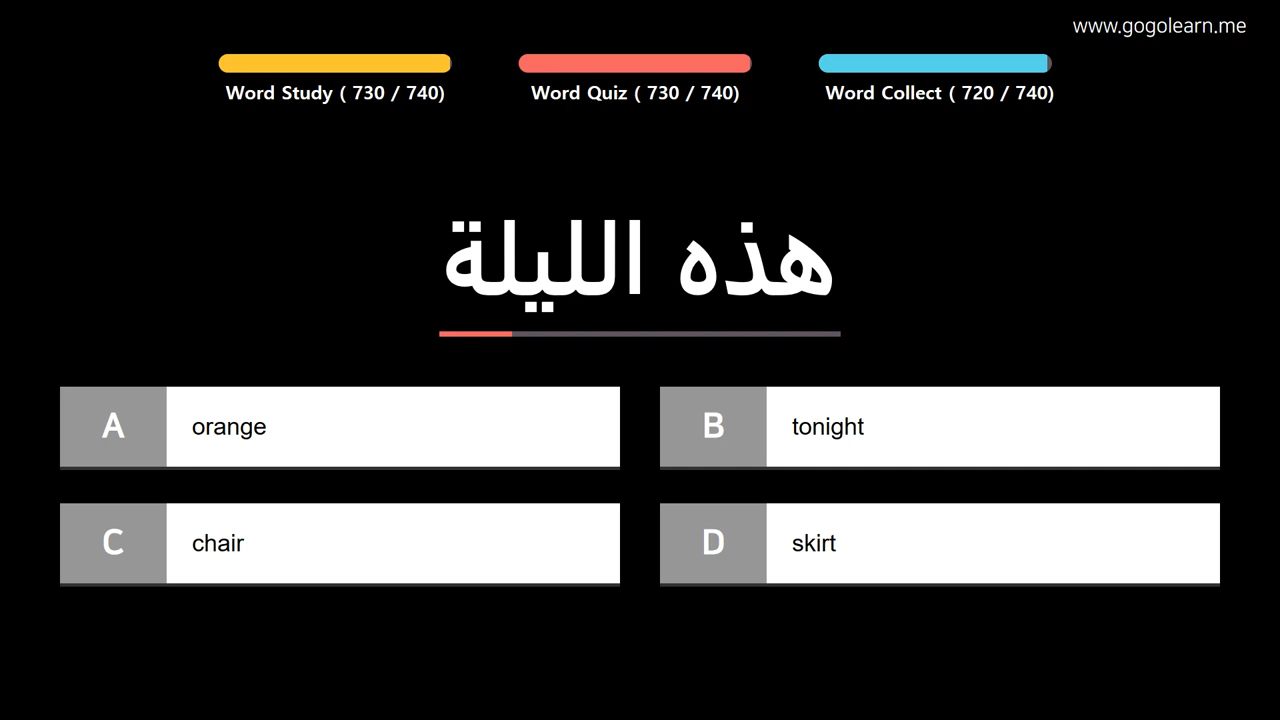 www.gogolearn.me
Word Study ( 730 / 740)
Word Quiz ( 730 / 740)
Word Collect ( 720 / 740)
هذه الليلة
A orange
B tonight
C chair
D skirt